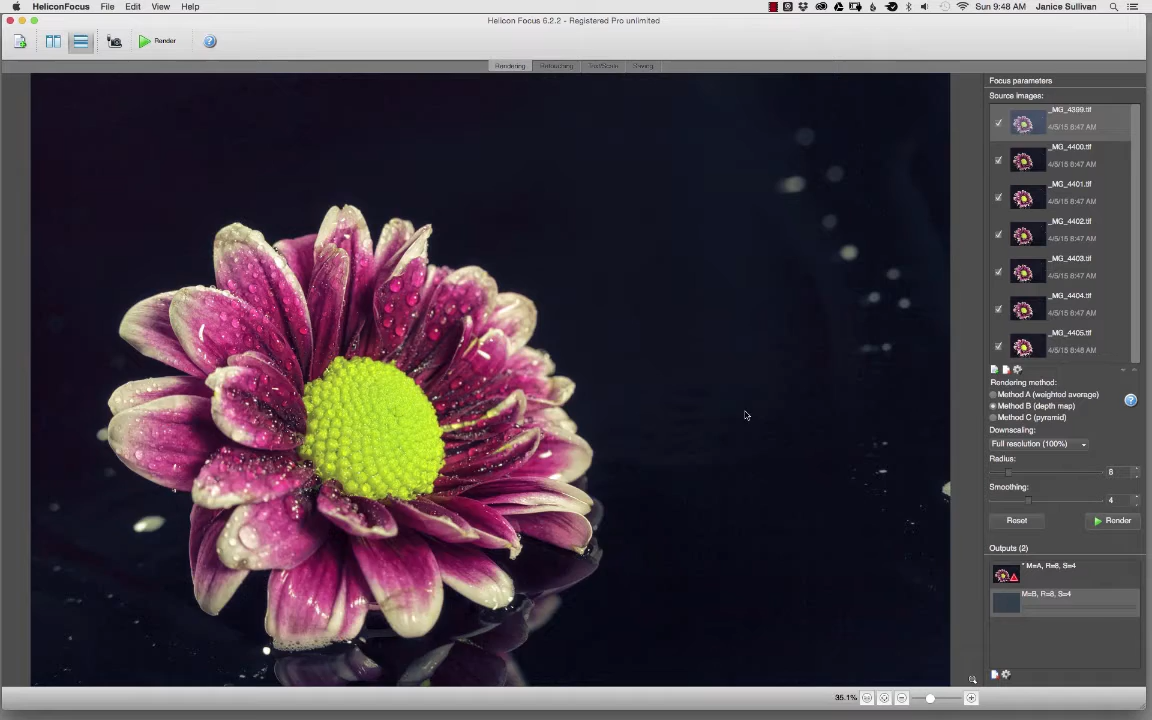 HeliconFocus File Edit View Help
Sun 9:48 AM Janice Sullivan
Helicon Focus 6.2.2 - Registered Pro unlimited
Render
Rendering Retouching Text/Scale Saving
Focus parameters
Source images:
_MG_4399.tif
4/5/15 8:47 AM
_MG_4400.tif
4/5/15 8:47 AM
_MG_4401.tif
4/5/15 8:47 AM
_MG_4402.tif
4/5/15 8:47 AM
_MG_4403.tif
4/5/15 8:47 AM
_MG_4404.tif
4/5/15 8:47 AM
_MG_4405.tif
4/5/15 8:48 AM
Rendering method:
Method A (weighted average)
Method B (depth map)
Method C (pyramid)
Downscaling:
Full resolution (100%)
Radius:
8
Smoothing:
4
Reset Render
Outputs (2)
* M=A, R=8, S=4
M=B, R=8, S=4
35.1%